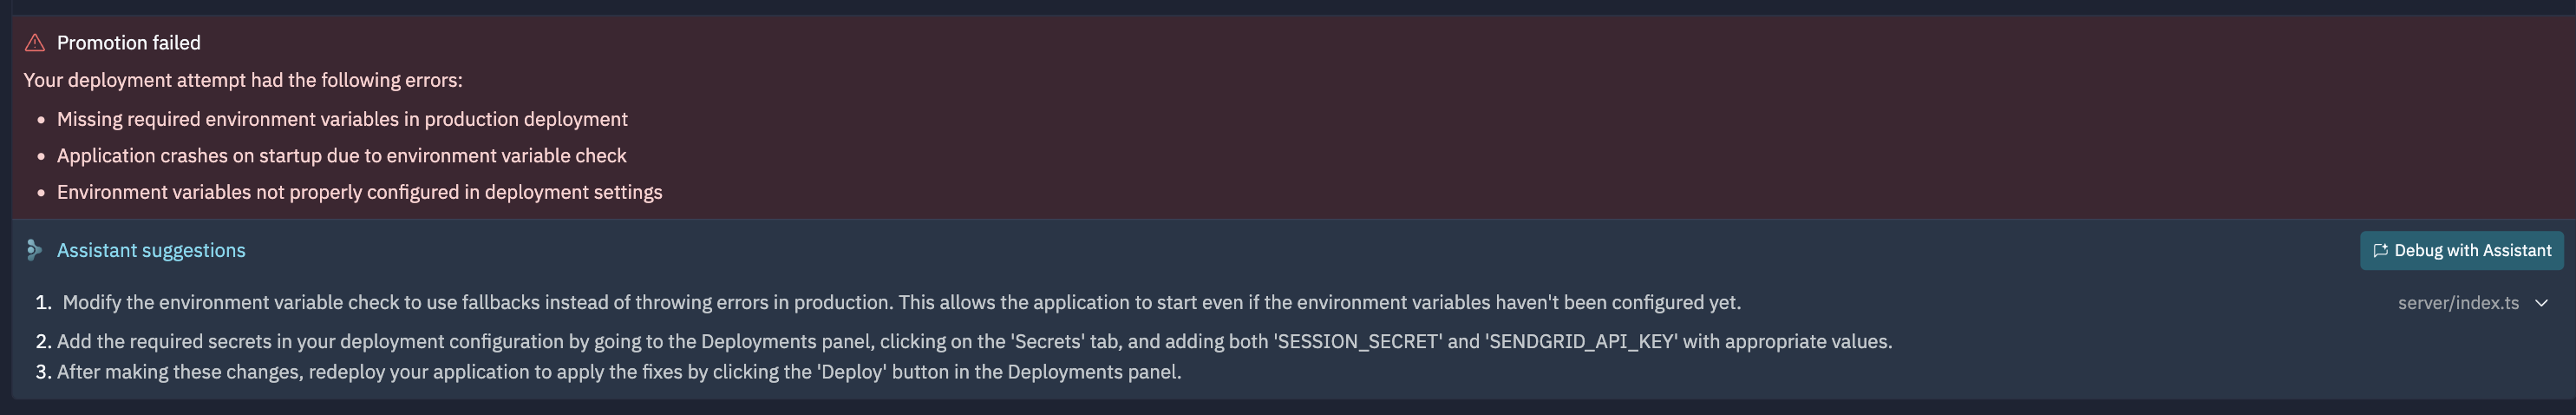 Promotion failed
Your deployment attempt had the following errors:
• Missing required environment variables in production deployment
• Application crashes on startup due to environment variable check
• Environment variables not properly configured in deployment settings
Assistant suggestions
Debug with Assistant
1. Modify the environment variable check to use fallbacks instead of throwing errors in production. This allows the application to start even if the environment variables haven't been configured yet.
server/index.ts
2. Add the required secrets in your deployment configuration by going to the Deployments panel, clicking on the 'Secrets' tab, and adding both 'SESSION_SECRET' and 'SENDGRID_API_KEY' with appropriate values.
3. After making these changes, redeploy your application to apply the fixes by clicking the 'Deploy' button in the Deployments panel.